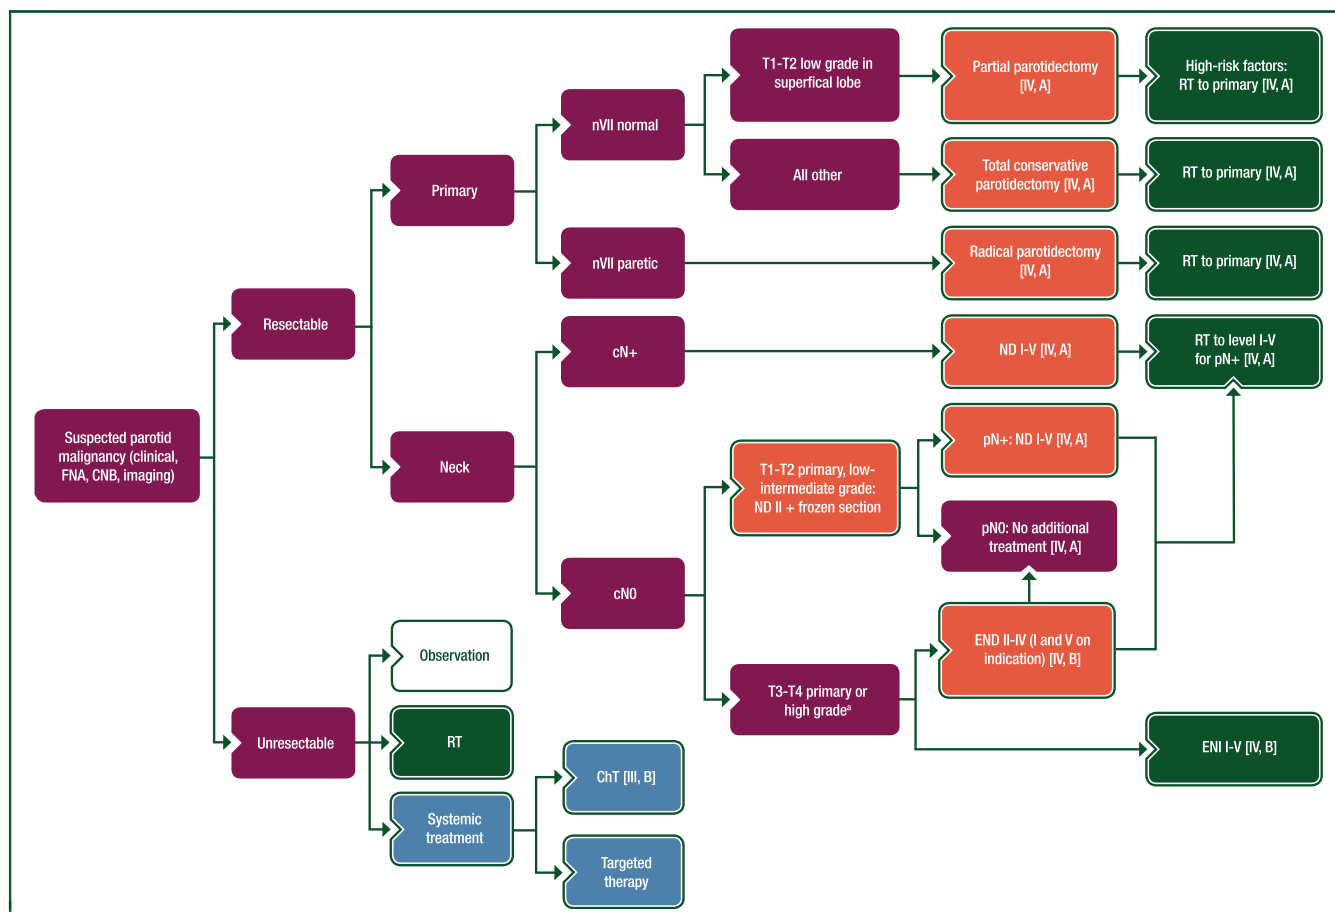 Suspected parotid
malignancy (clinical,
FNA, CNB, imaging)
Resectable
Primary
nVII normal
T1-T2 low grade in
superfical lobe
Partial parotidectomy
[IV, A]
High-risk factors:
RT to primary [IV, A]
All other
Total conservative
parotidectomy [IV, A]
RT to primary [IV, A]
nVII paretic
Radical parotidectomy
[IV, A]
RT to primary [IV, A]
Neck
cN+
ND I-V [IV, A]
RT to level I-V
for pN+ [IV, A]
cN0
T1-T2 primary, low-
intermediate grade:
ND II + frozen section
pN+: ND I-V [IV, A]
pN0: No additional
treatment [IV, A]
T3-T4 primary or
high gradeᵃ
END II-IV (I and V on
indication) [IV, B]
ENI I-V [IV, B]
Unresectable
Observation
RT
Systemic
treatment
ChT [III, B]
Targeted
therapy